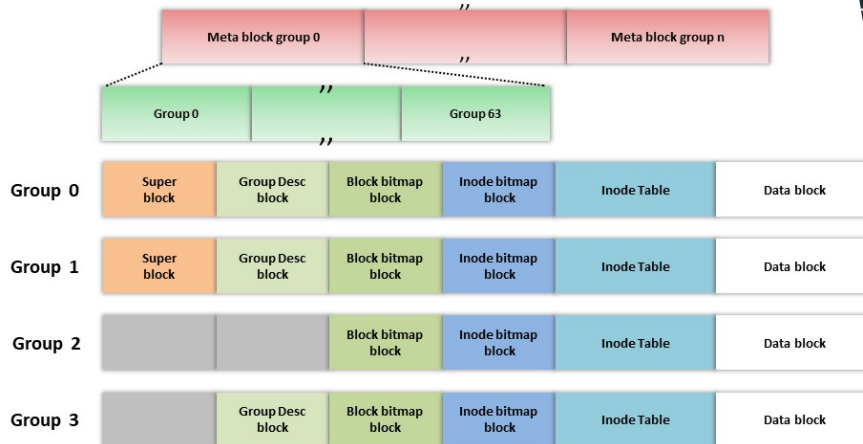 Meta block group 0
,,
,,
Meta block group n
Group 0
,,
,,
Group 63
Group 0
Super
block
Group Desc
block
Block bitmap
block
Inode bitmap
block
Inode Table
Data block
Group 1
Super
block
Group Desc
block
Block bitmap
block
Inode bitmap
block
Inode Table
Data block
Group 2
Block bitmap
block
Inode bitmap
block
Inode Table
Data block
Group 3
Group Desc
block
Block bitmap
block
Inode bitmap
block
Inode Table
Data block